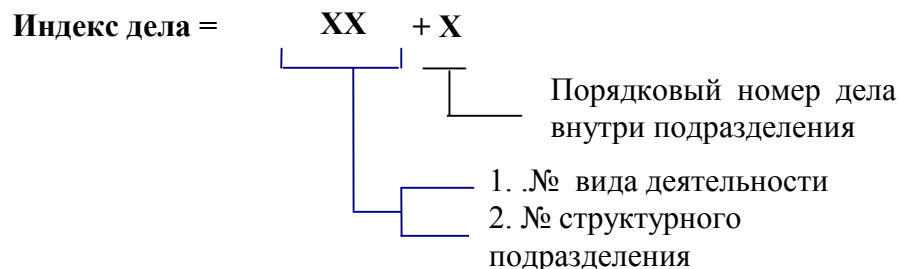 Индекс дела = XX + X
Порядковый номер дела
внутри подразделения
1. .№ вида деятельности
2. № структурного
подразделения